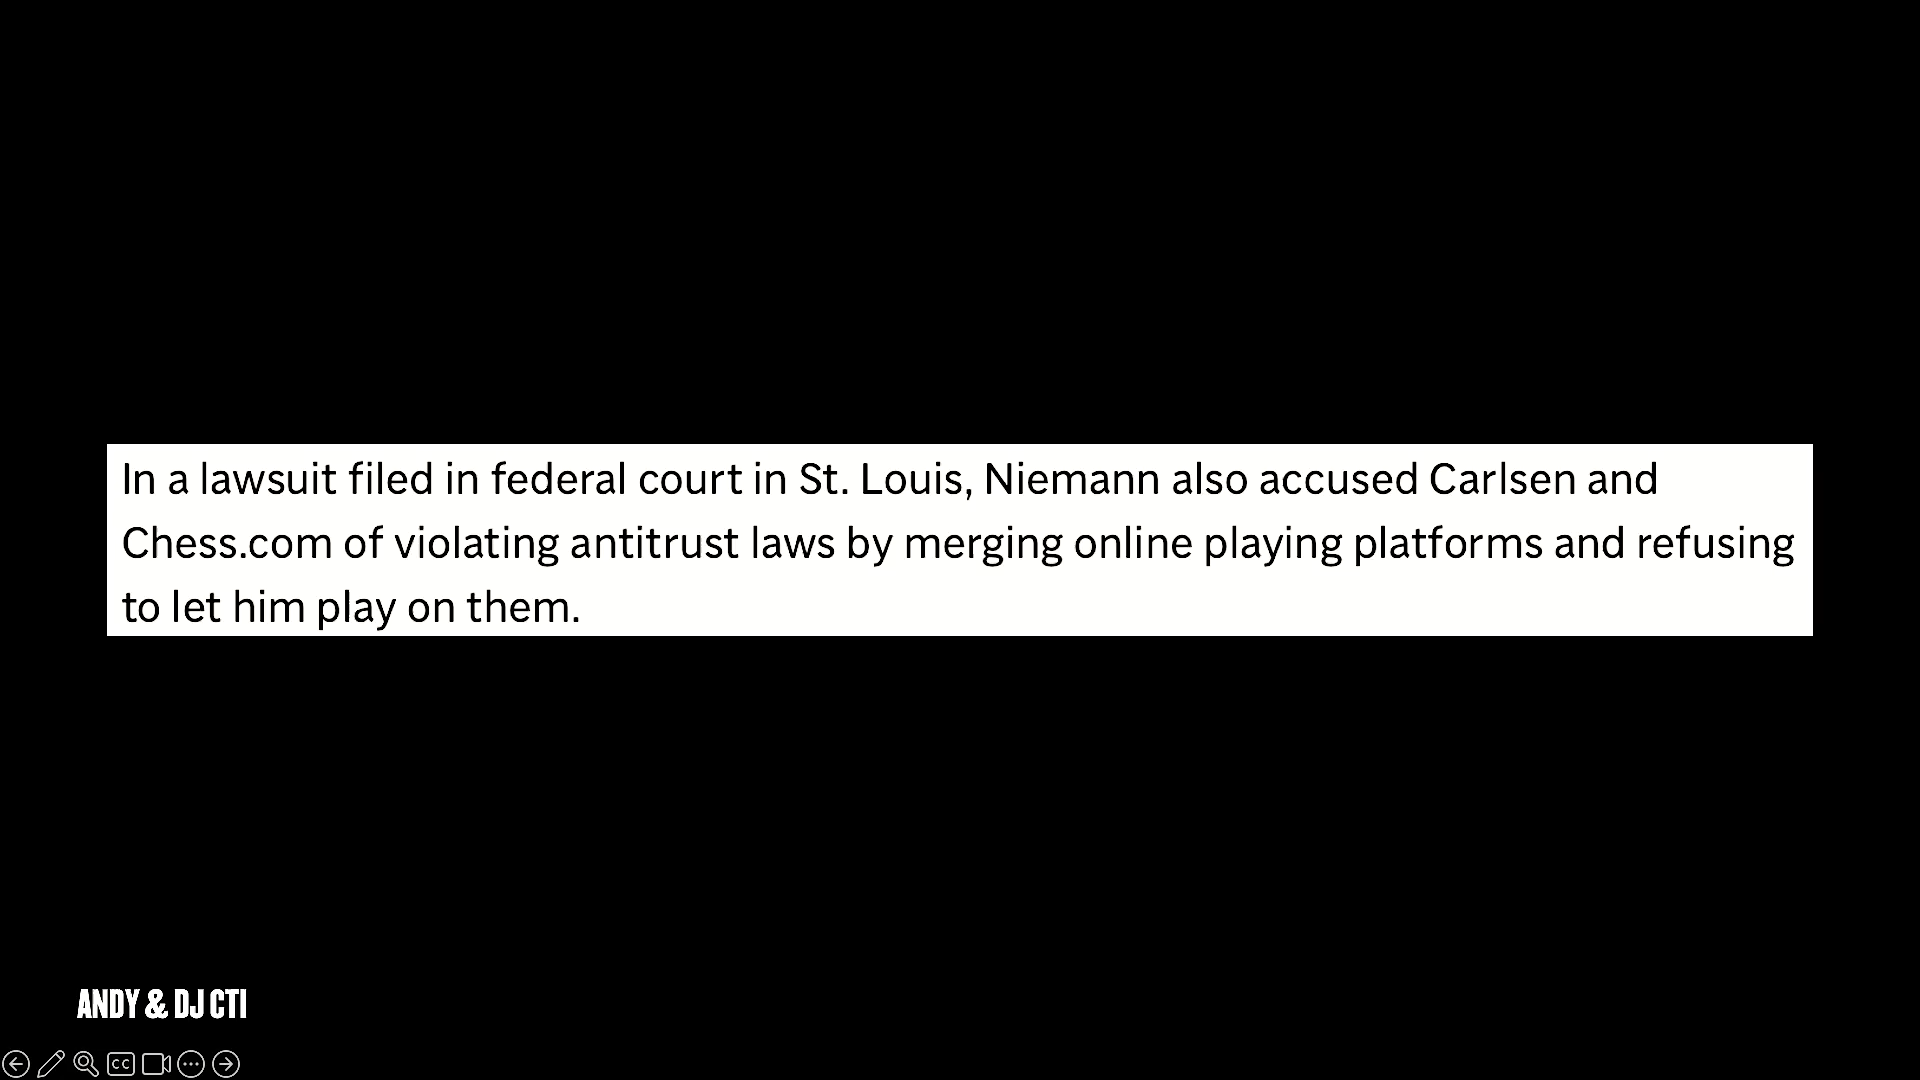 In a lawsuit filed in federal court in St. Louis, Niemann also accused Carlsen and
Chess.com of violating antitrust laws by merging online playing platforms and refusing
to let him play on them.
ANDY & DJ CTI
CC